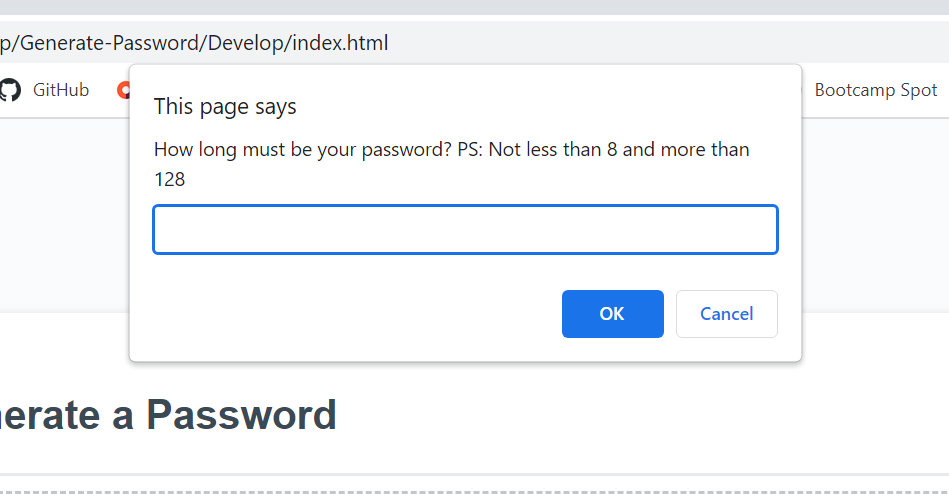 p/Generate-Password/Develop/index.html
GitHub
Bootcamp Spot
This page says
How long must be your password? PS: Not less than 8 and more than
128
OK
Cancel
nerate a Password